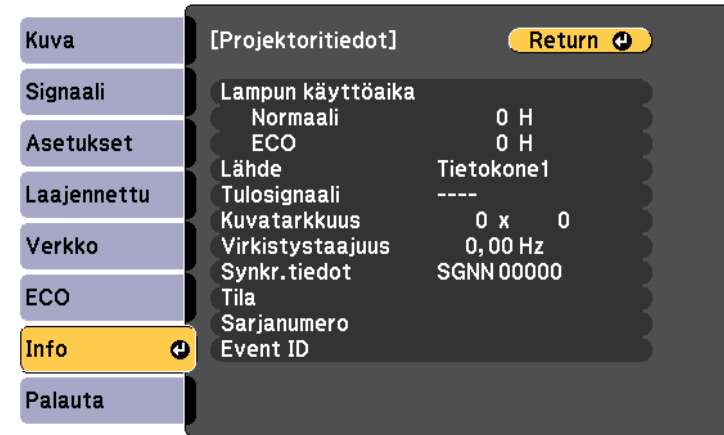 Kuva
Signaali
Asetukset
Laajennettu
Verkko
ECO
Info
Palauta
[Projektoritiedot]
Return
Lampun käyttöaika
Normaali 0 H
ECO 0 H
Lähde Tietokone1
Tulosignaali ----
Kuvatarkkuus 0 x 0
Virkistystaajuus 0,00 Hz
Synkr.tiedot SGNN 00000
Tila
Sarjanumero
Event ID